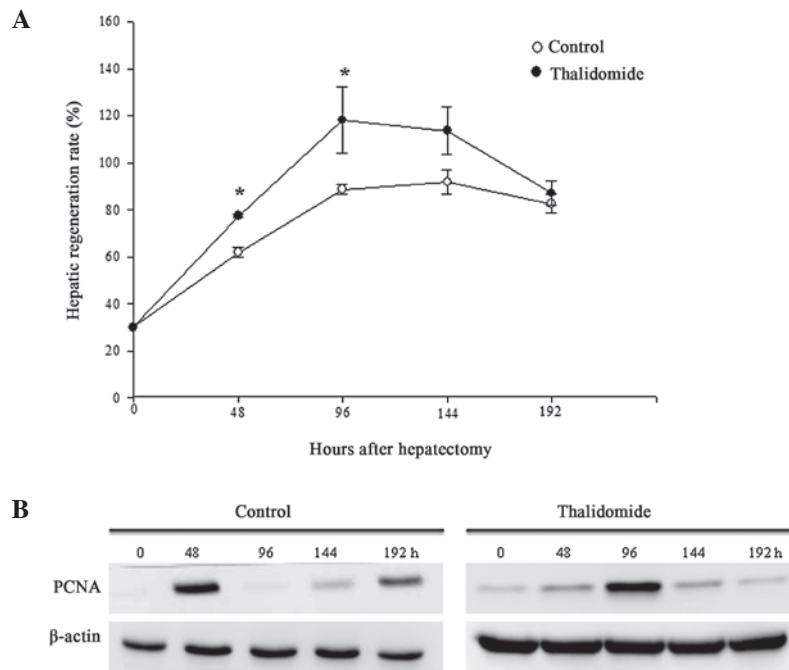 A
160
140
120
100
80
60
40
20
0
Hepatic regeneration rate (%)
Control
Thalidomide
*
*
0 48 96 144 192
Hours after hepatectomy
B
Control Thalidomide
0 48 96 144 192 h 0 48 96 144 192 h
PCNA
β-actin